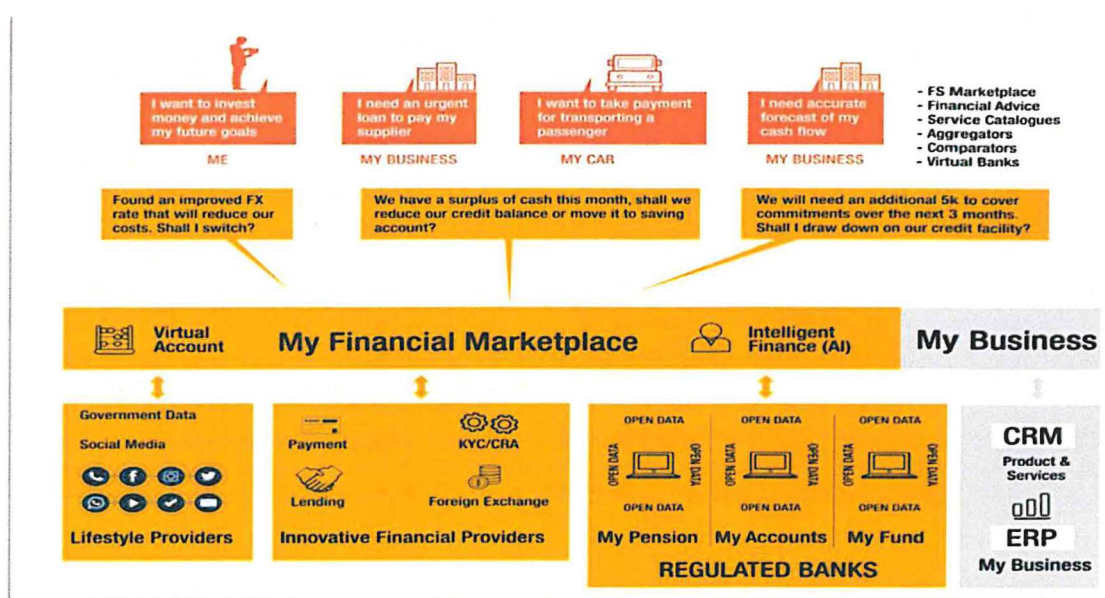 I want to invest
money and achieve
my future goals
ME
I need an urgent
loan to pay my
supplier
MY BUSINESS
I want to take payment
for transporting a
passenger
MY CAR
I need accurate
forecast of my
cash flow
MY BUSINESS
- FS Marketplace
- Financial Advice
- Service Catalogues
- Aggregators
- Comparators
- Virtual Banks
Found an improved FX
rate that will reduce our
costs. Shall I switch?
We have a surplus of cash this month, shall we
reduce our credit balance or move it to saving
account?
We will need an additional 5k to cover
commitments over the next 3 months.
Shall I draw down on our credit facility?
Virtual
Account
My Financial Marketplace
Intelligent
Finance (AI)
My Business
Government Data
Social Media
Lifestyle Providers
Payment
KYC/CRA
Lending
Foreign Exchange
Innovative Financial Providers
OPEN DATA
OPEN DATA
OPEN DATA
OPEN DATA
My Pension
OPEN DATA
OPEN DATA
OPEN DATA
OPEN DATA
My Accounts
OPEN DATA
OPEN DATA
OPEN DATA
OPEN DATA
My Fund
REGULATED BANKS
CRM
Product &
Services
ERP
My Business